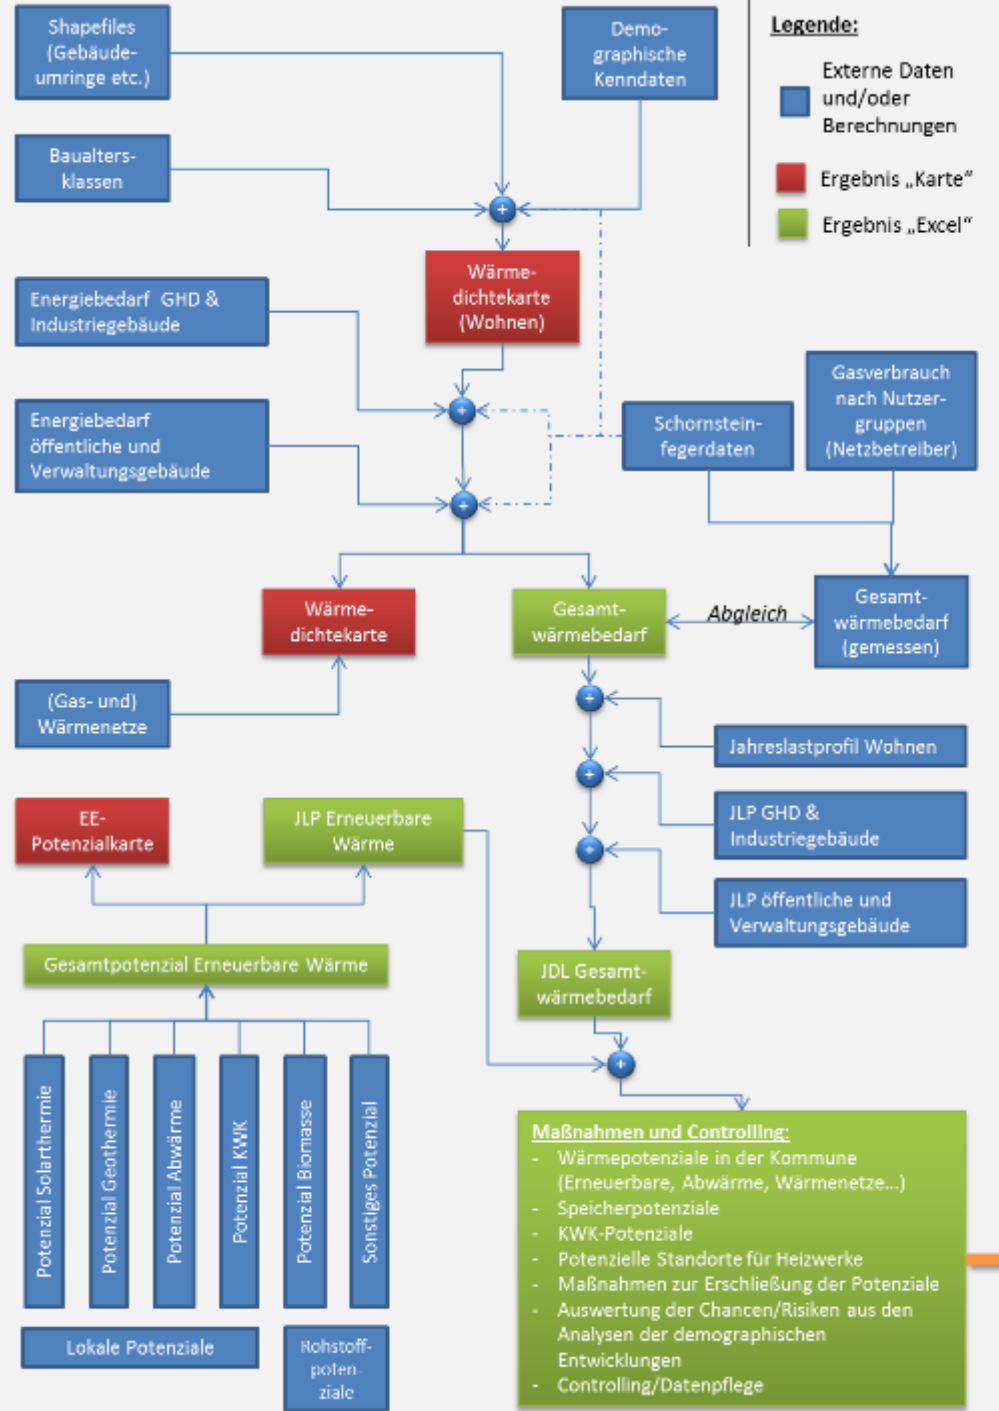 Shapefiles
(Gebäude-
umringe etc.)
Demo-
graphische
Kenndaten
Legende:
Externe Daten
und/oder
Berechnungen
Ergebnis „Karte“
Ergebnis „Excel“
Baualters-
klassen
Wärme-
dichtekarte
(Wohnen)
Energiebedarf GHD &
Industriegebäude
Energiebedarf
öffentliche und
Verwaltungsgebäude
Schornstein-
fegerdaten
Gasverbrauch
nach Nutzer-
gruppen
(Netzbetreiber)
Wärme-
dichtekarte
Gesamt-
wärmebedarf
Abgleich
Gesamt-
wärmebedarf
(gemessen)
(Gas- und)
Wärmenetze
Jahreslastprofil Wohnen
JLP GHD &
Industriegebäude
JLP öffentliche und
Verwaltungsgebäude
EE-
Potenzialkarte
JLP Erneuerbare
Wärme
Gesamtpotenzial Erneuerbare Wärme
JDL Gesamt-
wärmebedarf
Potenzial Solarthermie
Potenzial Geothermie
Potenzial Abwärme
Potenzial KWK
Potenzial Biomasse
Sonstiges Potenzial
Lokale Potenziale
Rohstoff-
poten-
ziale
Maßnahmen und Controlling:
- Wärmepotenziale in der Kommune
(Erneuerbare, Abwärme, Wärmenetze...)
- Speicherpotenziale
- KWK-Potenziale
- Potenzielle Standorte für Heizwerke
- Maßnahmen zur Erschließung der Potenziale
- Auswertung der Chancen/Risiken aus den
Analysen der demographischen
Entwicklungen
- Controlling/Datenpflege